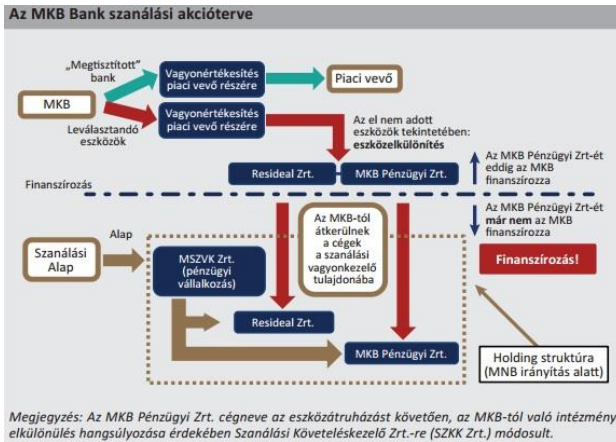 Az MKB Bank szanálási akcióterve
„Megtisztított"
bank
MKB
Leválasztandó
eszközök
Vagyonértékesítés
piaci vevő részére
Vagyonértékesítés
piaci vevő részére
Piaci vevő
Az el nem adott
eszközök tekintetében:
eszközelkülönítés
Resideal Zrt.
MKB Pénzügyi Zrt.
Az MKB Pénzügyi Zrt-ét
eddig az MKB
finanszírozza
Finanszírozás
Az MKB Pénzügyi Zrt-ét
már nem az MKB
finanszírozza
Szanálási
Alap
Alap
MSZVK Zrt.
(pénzügyi
vállalkozás)
Az MKB-tól
átkerülnek
a cégek
a szanálási
vagyonkezelő
tulajdonába
Finanszírozás!
Resideal Zrt.
MKB Pénzügyi Zrt.
Holding struktúra
(MNB irányítás alatt)
Megjegyzés: Az MKB Pénzügyi Zrt. cégneve az eszközátruházást követően, az MKB-tól való intézmény
elkülönülés hangsúlyozása érdekében Szanálási Követeléskezelő Zrt.-re (SZKK Zrt.) módosult.